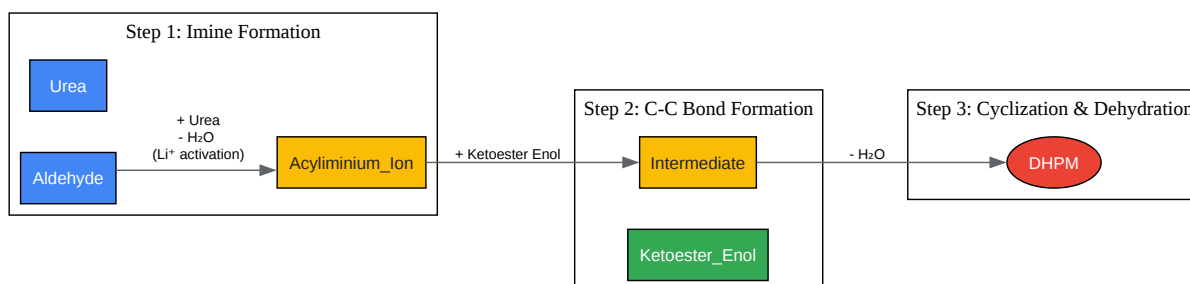 Step 1: Imine Formation
Urea
Aldehyde
+ Urea
- H₂O
(Li⁺ activation)
Acyliminium_Ion
+ Ketoester Enol
Step 2: C-C Bond Formation
Intermediate
Ketoester_Enol
- H₂O
Step 3: Cyclization & Dehydration
DHPM